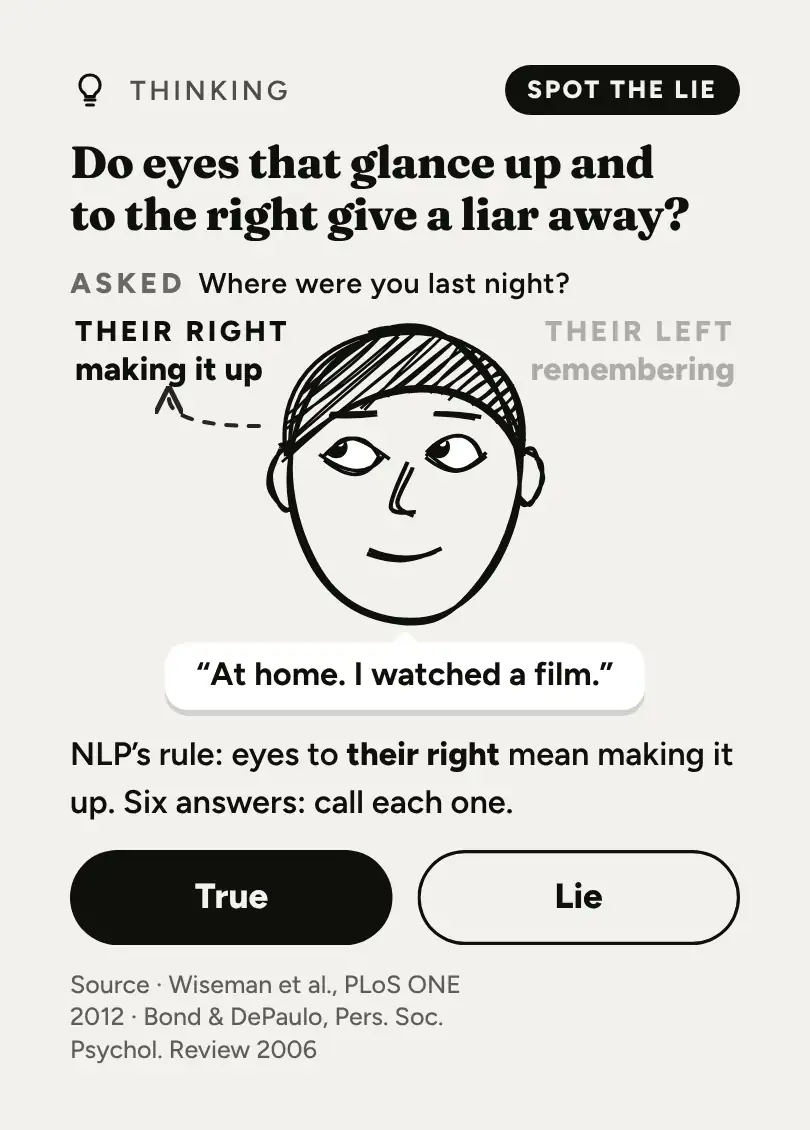 THINKING
SPOT THE LIE
Do eyes that glance up and
to the right give a liar away?
ASKED Where were you last night?
THEIR RIGHT
making it up
THEIR LEFT
remembering
“At home. I watched a film.”
NLP’s rule: eyes to their right mean making it
up. Six answers: call each one.
True
Lie
Source · Wiseman et al., PLoS ONE
2012 · Bond & DePaulo, Pers. Soc.
Psychol. Review 2006